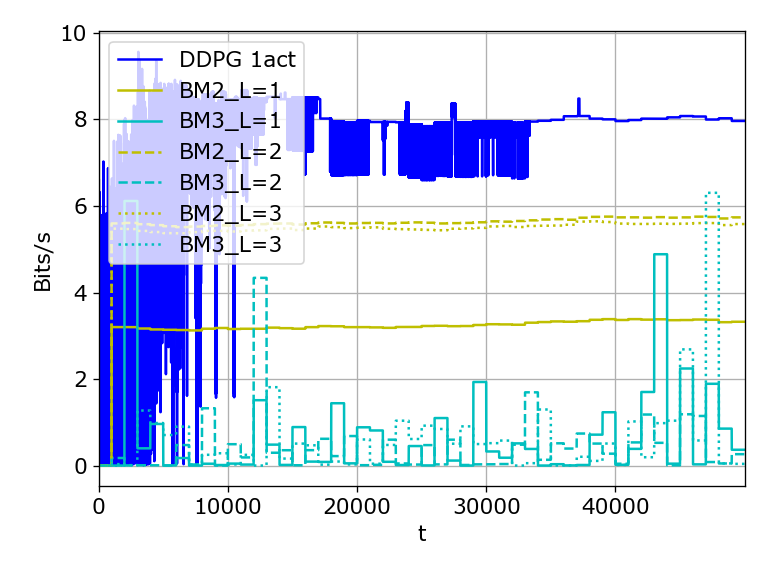 10
8
6
4
2
0
Bits/s
DDPG 1act
BM2_L=1
BM3_L=1
BM2_L=2
BM3_L=2
BM2_L=3
BM3_L=3
0 10000 20000 30000 40000
t